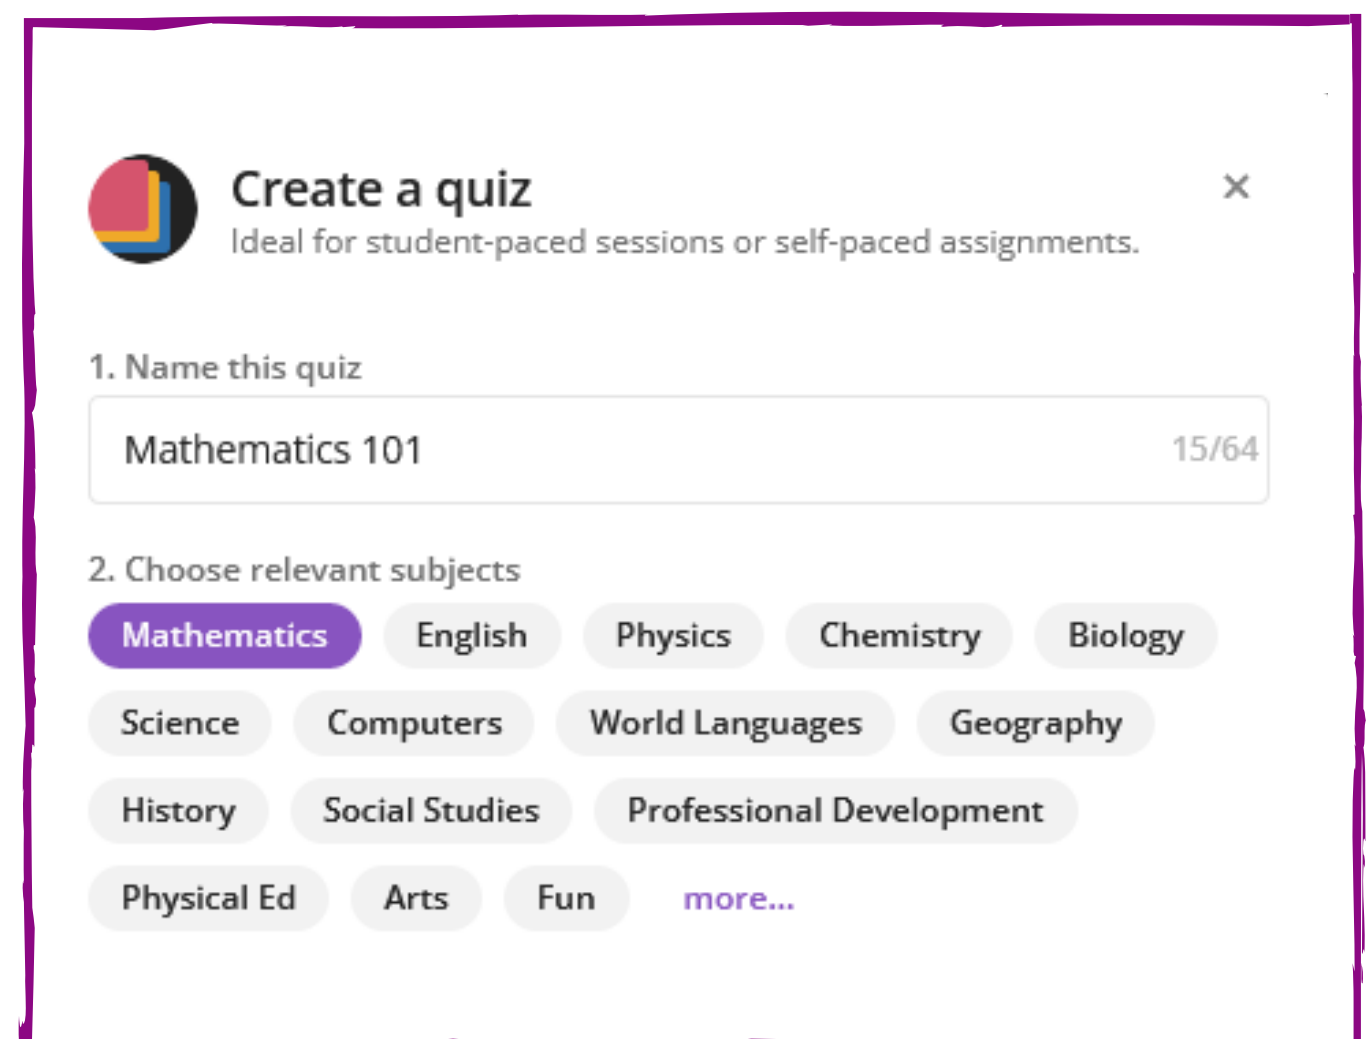 Create a quiz
Ideal for student-paced sessions or self-paced assignments.
1. Name this quiz
Mathematics 101 15/64
2. Choose relevant subjects
Mathematics English Physics Chemistry Biology
Science Computers World Languages Geography
History Social Studies Professional Development
Physical Ed Arts Fun more...